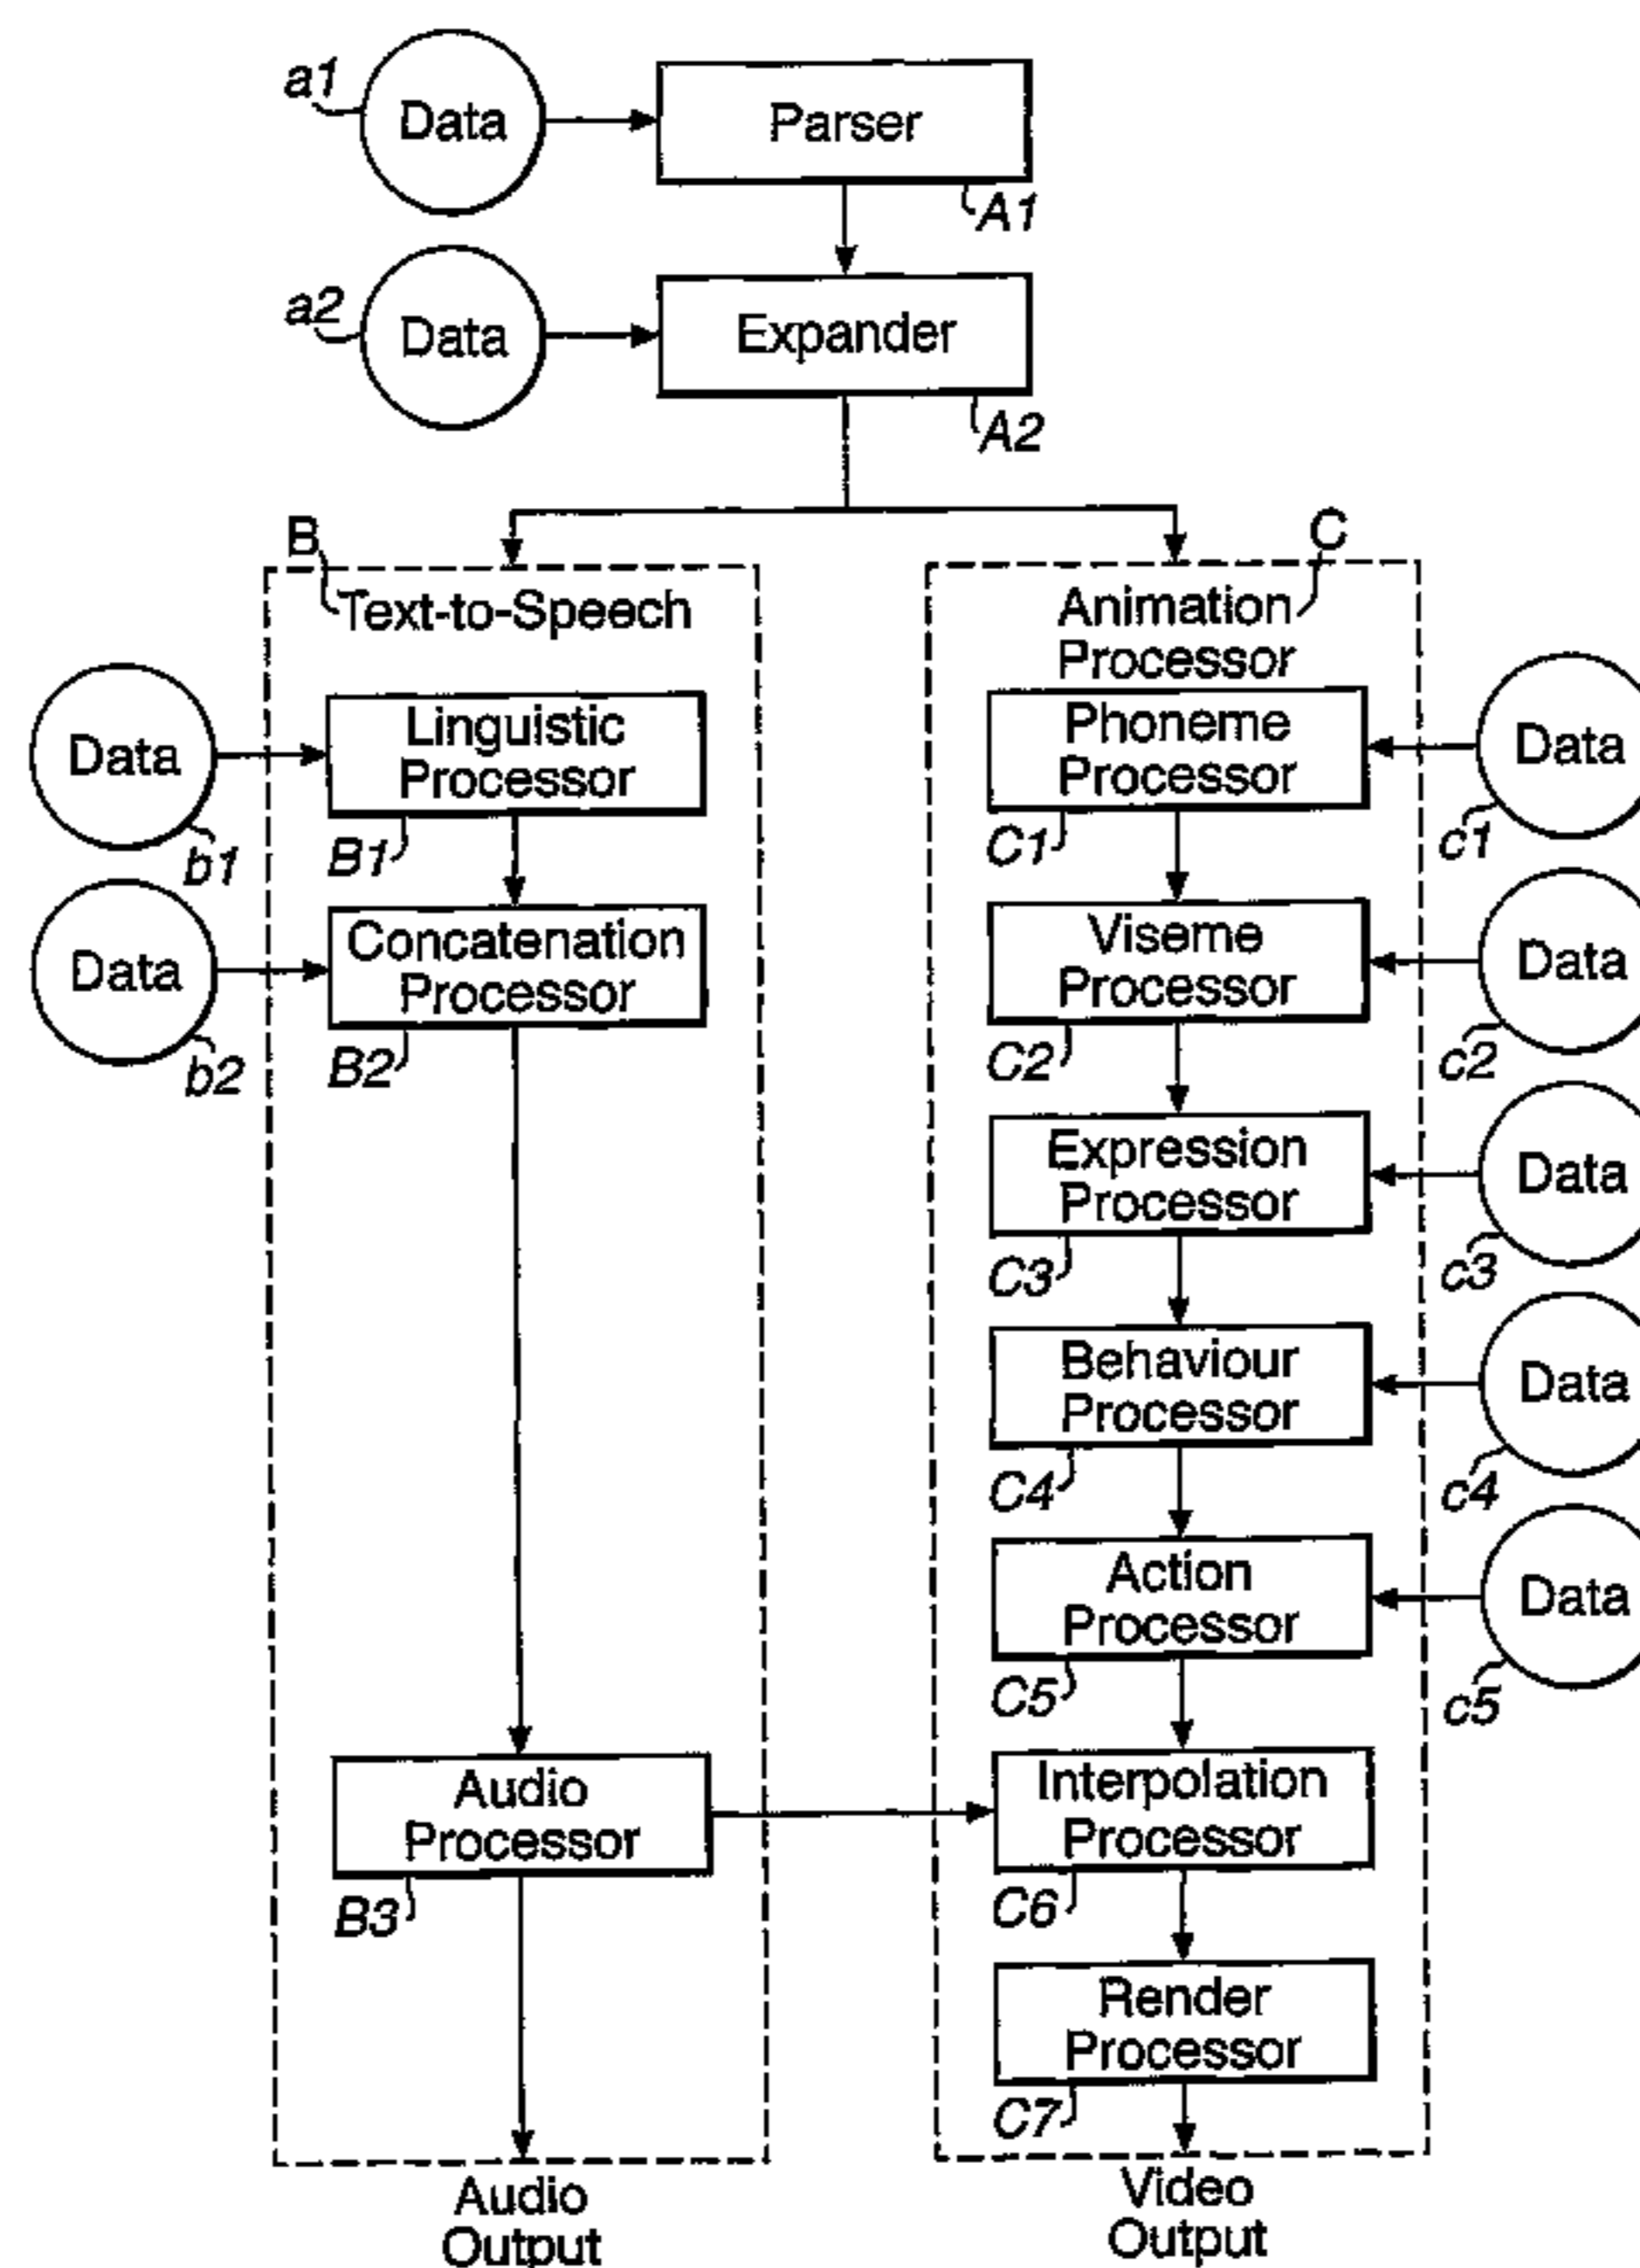 a1
Data
Parser
A1
a2
Data
Expander
A2
B
Text-to-Speech
C
Animation
Processor
Data
b1
Linguistic
Processor
B1
Phoneme
Processor
C1
Data
c1
Data
b2
Concatenation
Processor
B2
Viseme
Processor
C2
Data
c2
Expression
Processor
C3
Data
c3
Behaviour
Processor
C4
Data
c4
Action
Processor
C5
Data
c5
Audio
Processor
B3
Interpolation
Processor
C6
Render
Processor
C7
Audio
Output
Video
Output